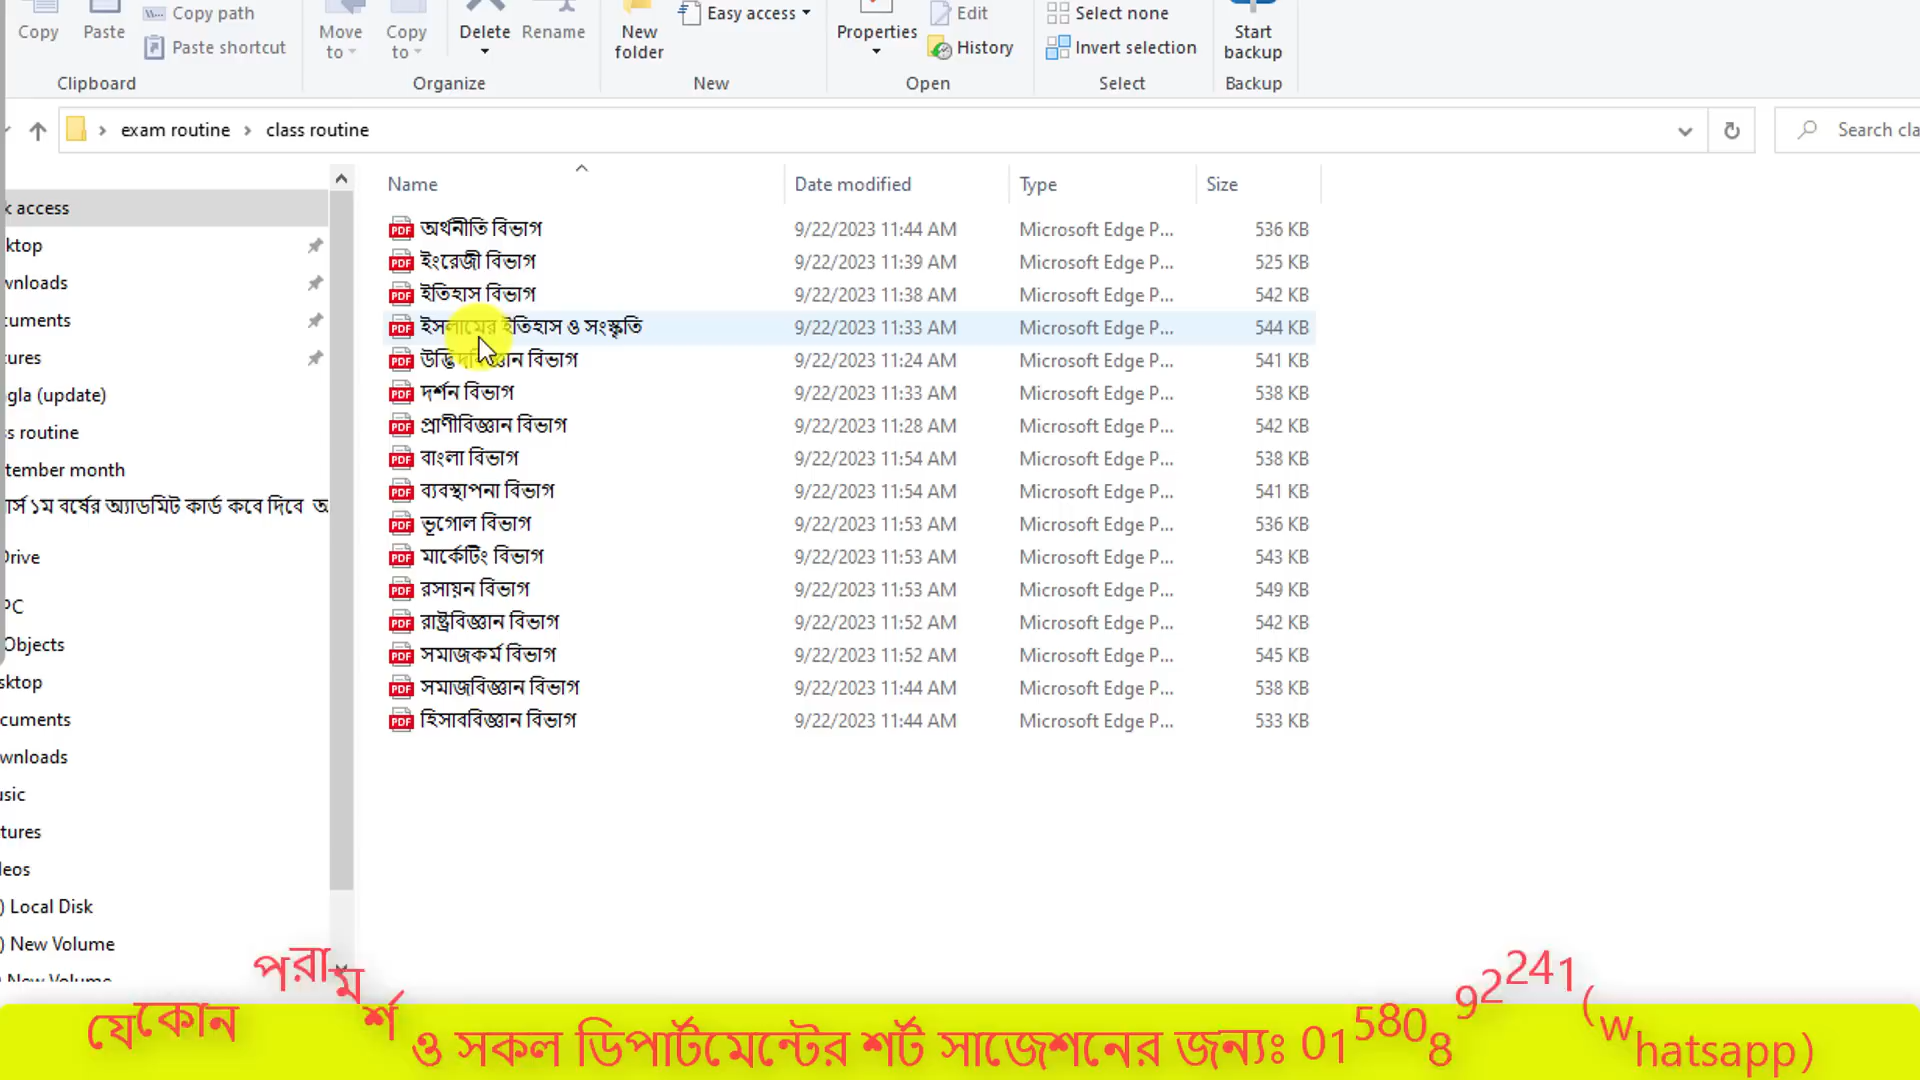 Copy
Paste
Copy path
Paste shortcut
Clipboard
Move to
Copy to
Delete
Rename
Organize
New folder
Easy access
New
Properties
Edit
History
Open
Select none
Invert selection
Select
Start backup
Backup
exam routine > class routine
Search cla
Name Date modified Type Size
অর্থনীতি বিভাগ 9/22/2023 11:44 AM Microsoft Edge P... 536 KB
ইংরেজী বিভাগ 9/22/2023 11:39 AM Microsoft Edge P... 525 KB
ইতিহাস বিভাগ 9/22/2023 11:38 AM Microsoft Edge P... 542 KB
ইসলামের ইতিহাস ও সংস্কৃতি 9/22/2023 11:33 AM Microsoft Edge P... 544 KB
উদ্ভিদবিজ্ঞান বিভাগ 9/22/2023 11:24 AM Microsoft Edge P... 541 KB
দর্শন বিভাগ 9/22/2023 11:33 AM Microsoft Edge P... 538 KB
প্রাণীবিজ্ঞান বিভাগ 9/22/2023 11:28 AM Microsoft Edge P... 542 KB
বাংলা বিভাগ 9/22/2023 11:54 AM Microsoft Edge P... 538 KB
ব্যবস্থাপনা বিভাগ 9/22/2023 11:54 AM Microsoft Edge P... 541 KB
ভূগোল বিভাগ 9/22/2023 11:53 AM Microsoft Edge P... 536 KB
মার্কেটিং বিভাগ 9/22/2023 11:53 AM Microsoft Edge P... 543 KB
রসায়ন বিভাগ 9/22/2023 11:53 AM Microsoft Edge P... 549 KB
রাষ্ট্রবিজ্ঞান বিভাগ 9/22/2023 11:52 AM Microsoft Edge P... 542 KB
সমাজকর্ম বিভাগ 9/22/2023 11:52 AM Microsoft Edge P... 545 KB
সমাজবিজ্ঞান বিভাগ 9/22/2023 11:44 AM Microsoft Edge P... 538 KB
হিসাববিজ্ঞান বিভাগ 9/22/2023 11:44 AM Microsoft Edge P... 533 KB
k access
ktop
wnloads
cuments
tures
gla (update)
s routine
tember month
র্স ১ম বর্ষের অ্যাডমিট কার্ড কবে দিবে অ
Drive
PC
Objects
sktop
cuments
wnloads
usic
tures
deos
) Local Disk
) New Volume
New Volume
যেকোন পরামর্শ ও সকল ডিপার্টমেন্টের শর্ট সাজেশনের জন্যঃ 01580892241(whatsapp)